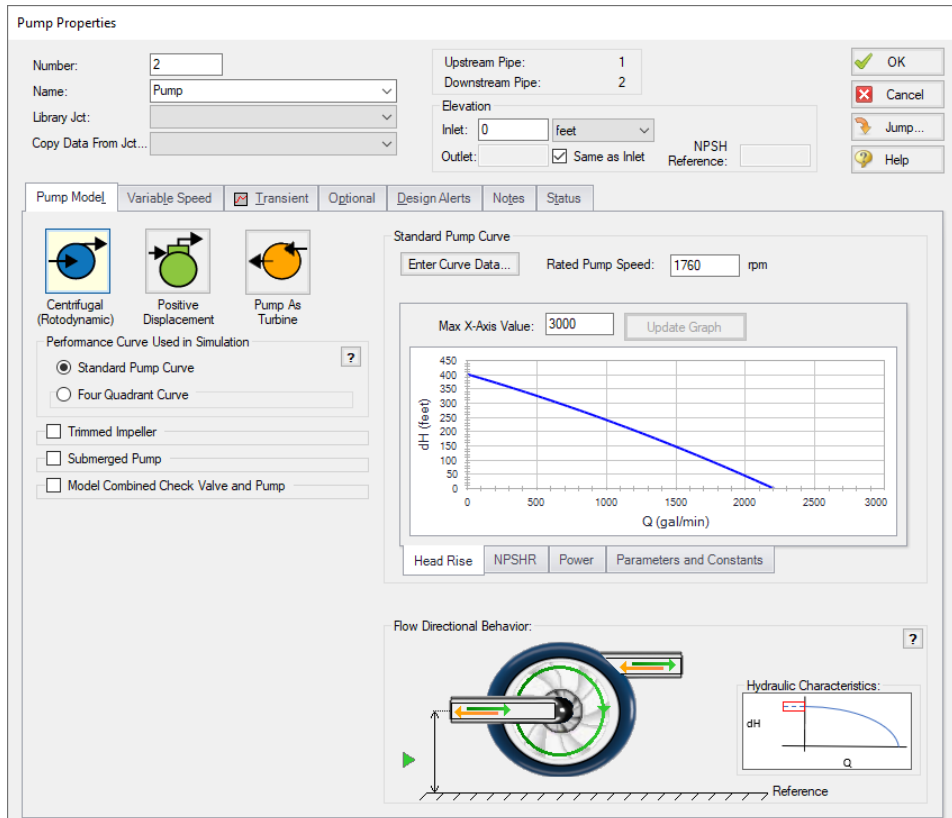 Pump Properties
Number: 2
Name: Pump
Library Jct:
Copy Data From Jct...
Upstream Pipe: 1
Downstream Pipe: 2
Elevation
Inlet: 0 feet
Outlet: Same as Inlet NPSH Reference:
OK
Cancel
Jump...
Help
Pump Model Variable Speed Transient Optional Design Alerts Notes Status
Centrifugal (Rotodynamic)
Positive Displacement
Pump As Turbine
Performance Curve Used in Simulation
?
Standard Pump Curve
Four Quadrant Curve
Trimmed Impeller
Submerged Pump
Model Combined Check Valve and Pump
Standard Pump Curve
Enter Curve Data... Rated Pump Speed: 1760 rpm
Max X-Axis Value: 3000 Update Graph
dH (feet)
450
400
350
300
250
200
150
100
50
0
0 500 1000 1500 2000 2500 3000
Q (gal/min)
Head Rise NPSHR Power Parameters and Constants
Flow Directional Behavior:
?
Hydraulic Characteristics:
dH
Q
Reference